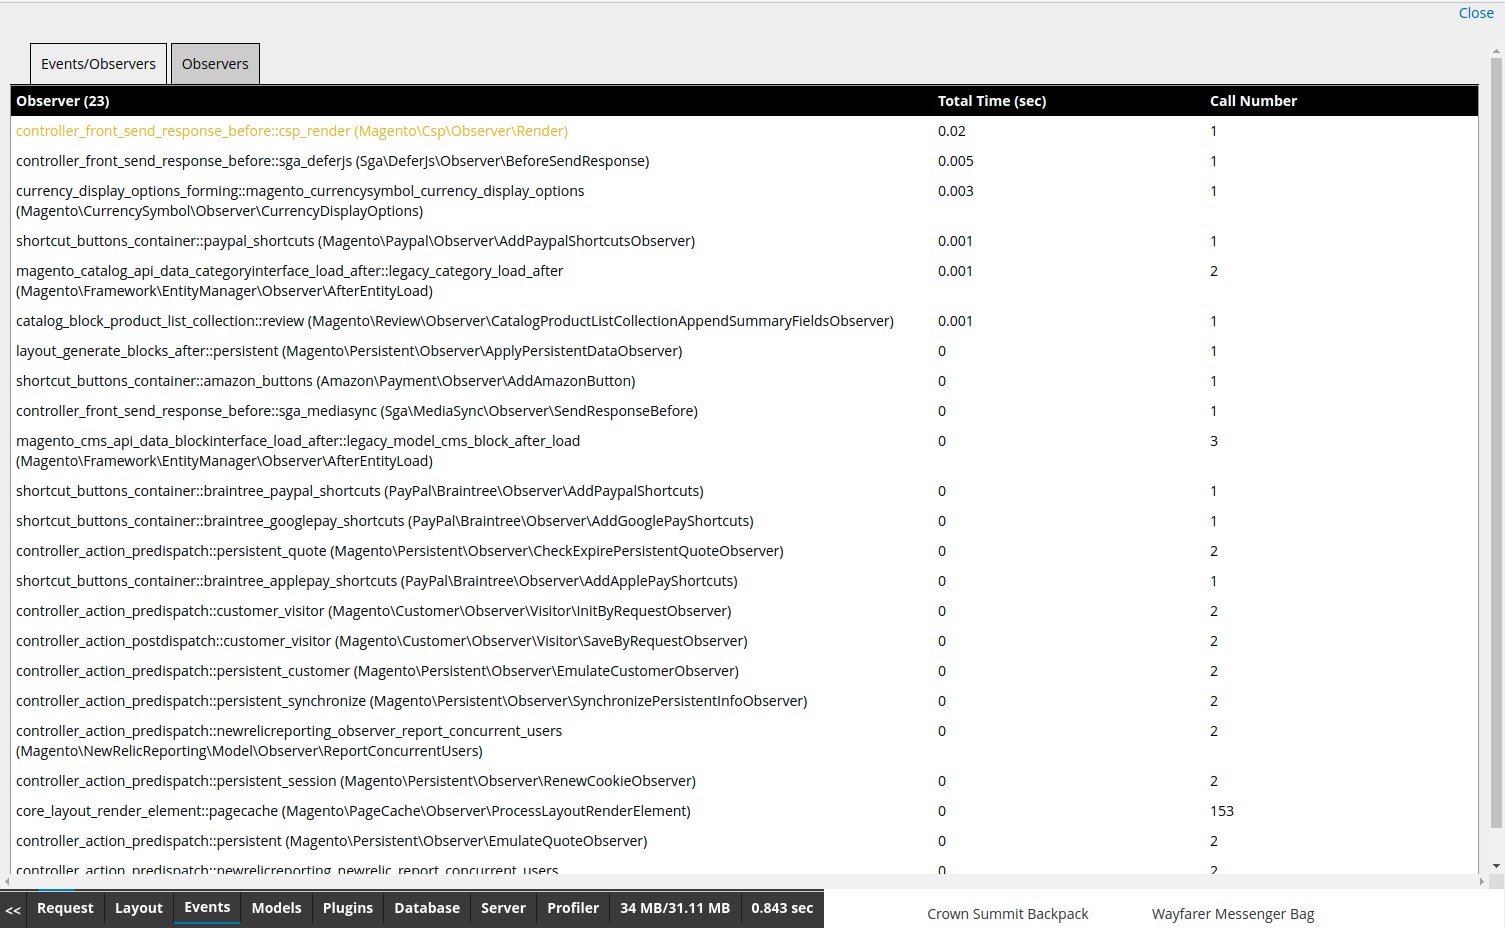 Close
Events/Observers Observers
Observer (23) Total Time (sec) Call Number
controller_front_send_response_before::csp_render (Magento\Csp\Observer\Render) 0.02 1
controller_front_send_response_before::sga_deferjs (Sga\DeferJs\Observer\BeforeSendResponse) 0.005 1
currency_display_options_forming::magento_currencysymbol_currency_display_options 0.003 1
(Magento\CurrencySymbol\Observer\CurrencyDisplayOptions)
shortcut_buttons_container::paypal_shortcuts (Magento\Paypal\Observer\AddPaypalShortcutsObserver) 0.001 1
magento_catalog_api_data_categoryinterface_load_after::legacy_category_load_after 0.001 2
(Magento\Framework\EntityManager\Observer\AfterEntityLoad)
catalog_block_product_list_collection::review (Magento\Review\Observer\CatalogProductListCollectionAppendSummaryFieldsObserver) 0.001 1
layout_generate_blocks_after::persistent (Magento\Persistent\Observer\ApplyPersistentDataObserver) 0 1
shortcut_buttons_container::amazon_buttons (Amazon\Payment\Observer\AddAmazonButton) 0 1
controller_front_send_response_before::sga_mediasync (Sga\MediaSync\Observer\SendResponseBefore) 0 1
magento_cms_api_data_blockinterface_load_after::legacy_model_cms_block_after_load 0 3
(Magento\Framework\EntityManager\Observer\AfterEntityLoad)
shortcut_buttons_container::braintree_paypal_shortcuts (PayPal\Braintree\Observer\AddPaypalShortcuts) 0 1
shortcut_buttons_container::braintree_googlepay_shortcuts (PayPal\Braintree\Observer\AddGooglePayShortcuts) 0 1
controller_action_predispatch::persistent_quote (Magento\Persistent\Observer\CheckExpirePersistentQuoteObserver) 0 2
shortcut_buttons_container::braintree_applepay_shortcuts (PayPal\Braintree\Observer\AddApplePayShortcuts) 0 1
controller_action_predispatch::customer_visitor (Magento\Customer\Observer\Visitor\InitByRequestObserver) 0 2
controller_action_postdispatch::customer_visitor (Magento\Customer\Observer\Visitor\SaveByRequestObserver) 0 2
controller_action_predispatch::persistent_customer (Magento\Persistent\Observer\EmulateCustomerObserver) 0 2
controller_action_predispatch::persistent_synchronize (Magento\Persistent\Observer\SynchronizePersistentInfoObserver) 0 2
controller_action_predispatch::newrelicreporting_observer_report_concurrent_users 0 2
(Magento\NewRelicReporting\Model\Observer\ReportConcurrentUsers)
controller_action_predispatch::persistent_session (Magento\Persistent\Observer\RenewCookieObserver) 0 2
core_layout_render_element::pagecache (Magento\PageCache\Observer\ProcessLayoutRenderElement) 0 153
controller_action_predispatch::persistent (Magento\Persistent\Observer\EmulateQuoteObserver) 0 2
controller_action_predispatch::newrelicreporting_newrelic_report_concurrent_users 0 2
<< Request Layout Events Models Plugins Database Server Profiler 34 MB/31.11 MB 0.843 sec
Crown Summit Backpack Wayfarer Messenger Bag